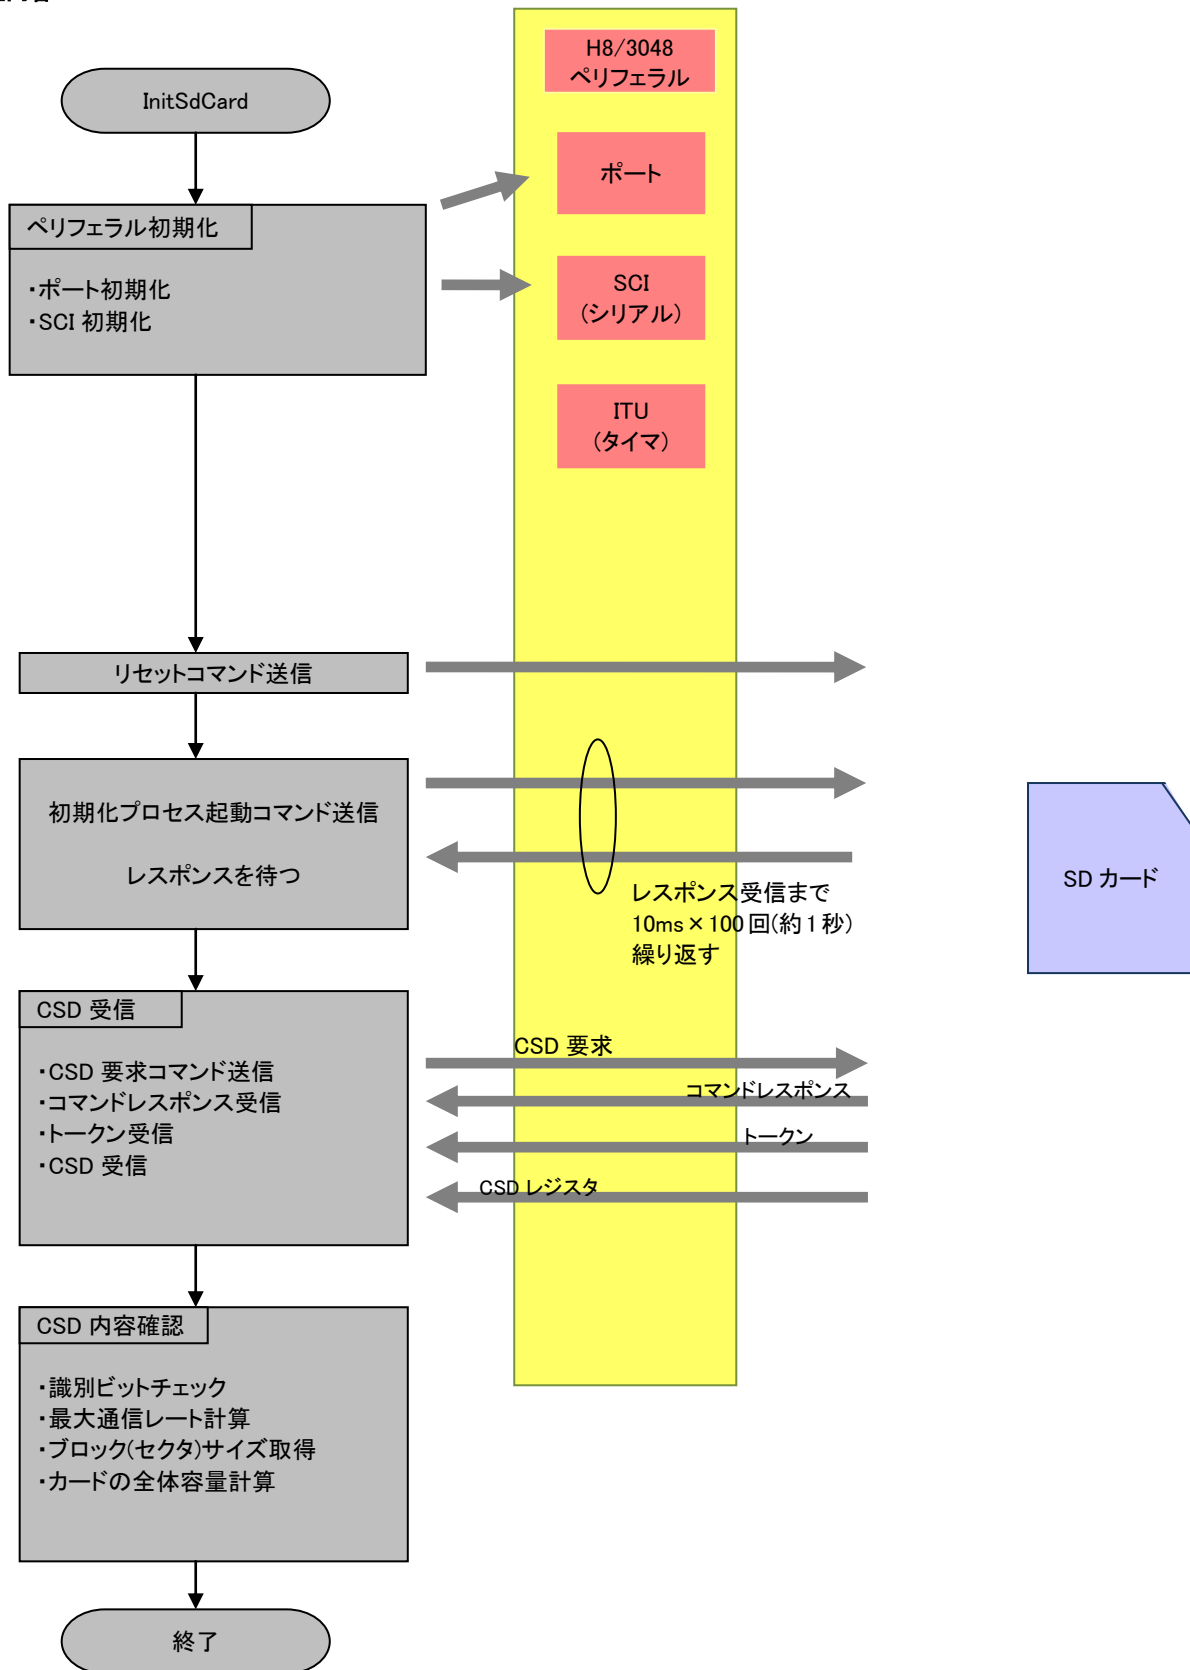 InitSdCard
ペリフェラル初期化
・ポート初期化
・SCI 初期化
H8/3048
ペリフェラル
ポート
SCI
(シリアル)
ITU
(タイマ)
リセットコマンド送信
初期化プロセス起動コマンド送信
レスポンスを待つ
レスポンス受信まで
10ms×100 回(約 1 秒)
繰り返す
SD カード
CSD 受信
・CSD 要求コマンド送信
・コマンドレスポンス受信
・トークン受信
・CSD 受信
CSD 要求
コマンドレスポンス
トークン
CSD レジスタ
CSD 内容確認
・識別ビットチェック
・最大通信レート計算
・ブロック(セクタ)サイズ取得
・カードの全体容量計算
終了